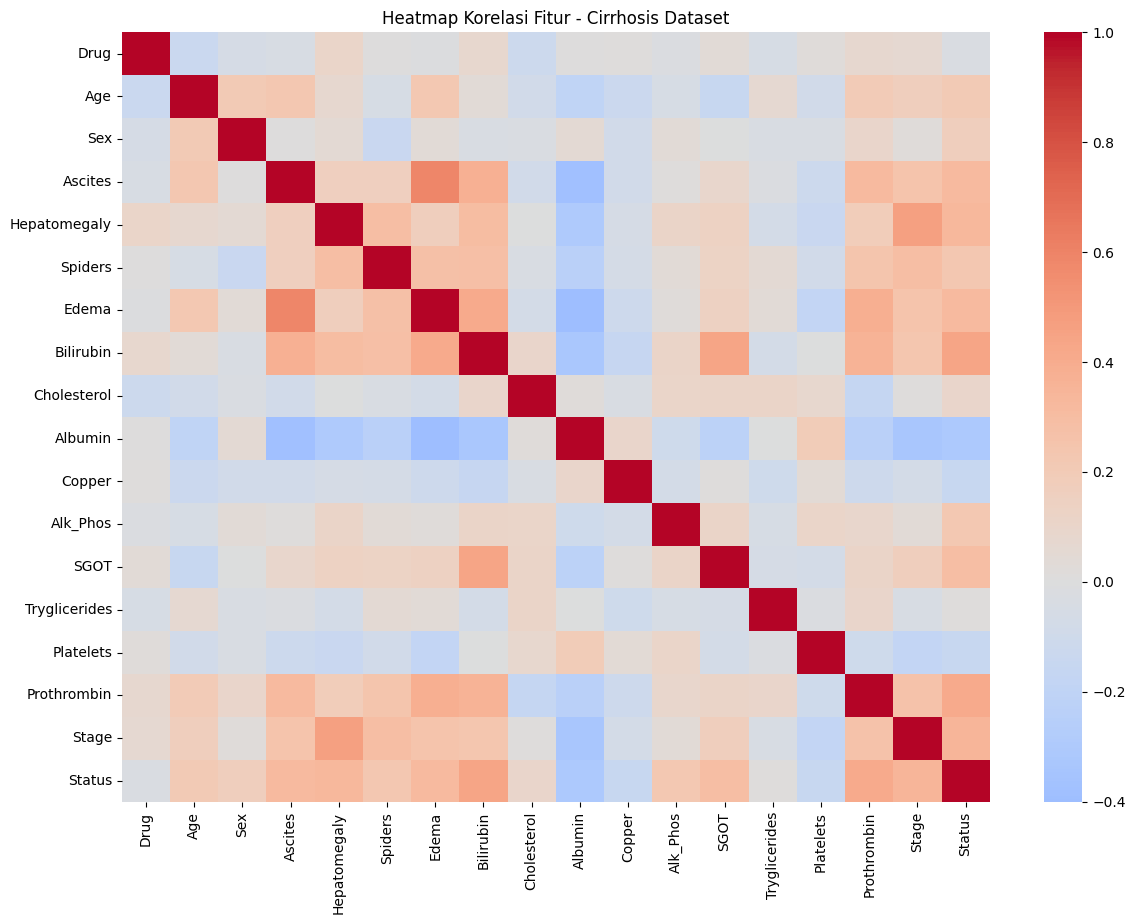 Heatmap Korelasi Fitur - Cirrhosis Dataset
Drug
Age
Sex
Ascites
Hepatomegaly
Spiders
Edema
Bilirubin
Cholesterol
Albumin
Copper
Alk_Phos
SGOT
Tryglicerides
Platelets
Prothrombin
Stage
Status
Drug
Age
Sex
Ascites
Hepatomegaly
Spiders
Edema
Bilirubin
Cholesterol
Albumin
Copper
Alk_Phos
SGOT
Tryglicerides
Platelets
Prothrombin
Stage
Status
1.0
0.8
0.6
0.4
0.2
0.0
−0.2
−0.4